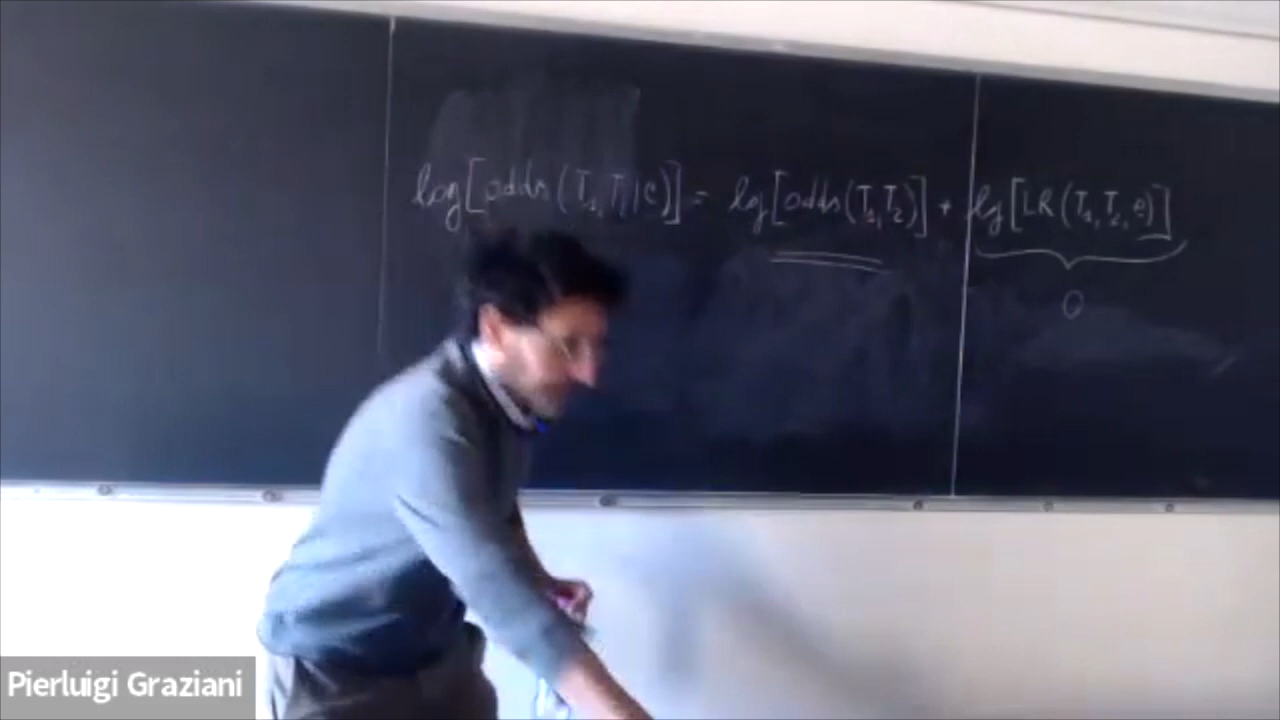 log[odds(T₁,T₂|e)] = log[odds(T₁,T₂)] + log[LR(T₁,T₂,e)]
0
Pierluigi Graziani